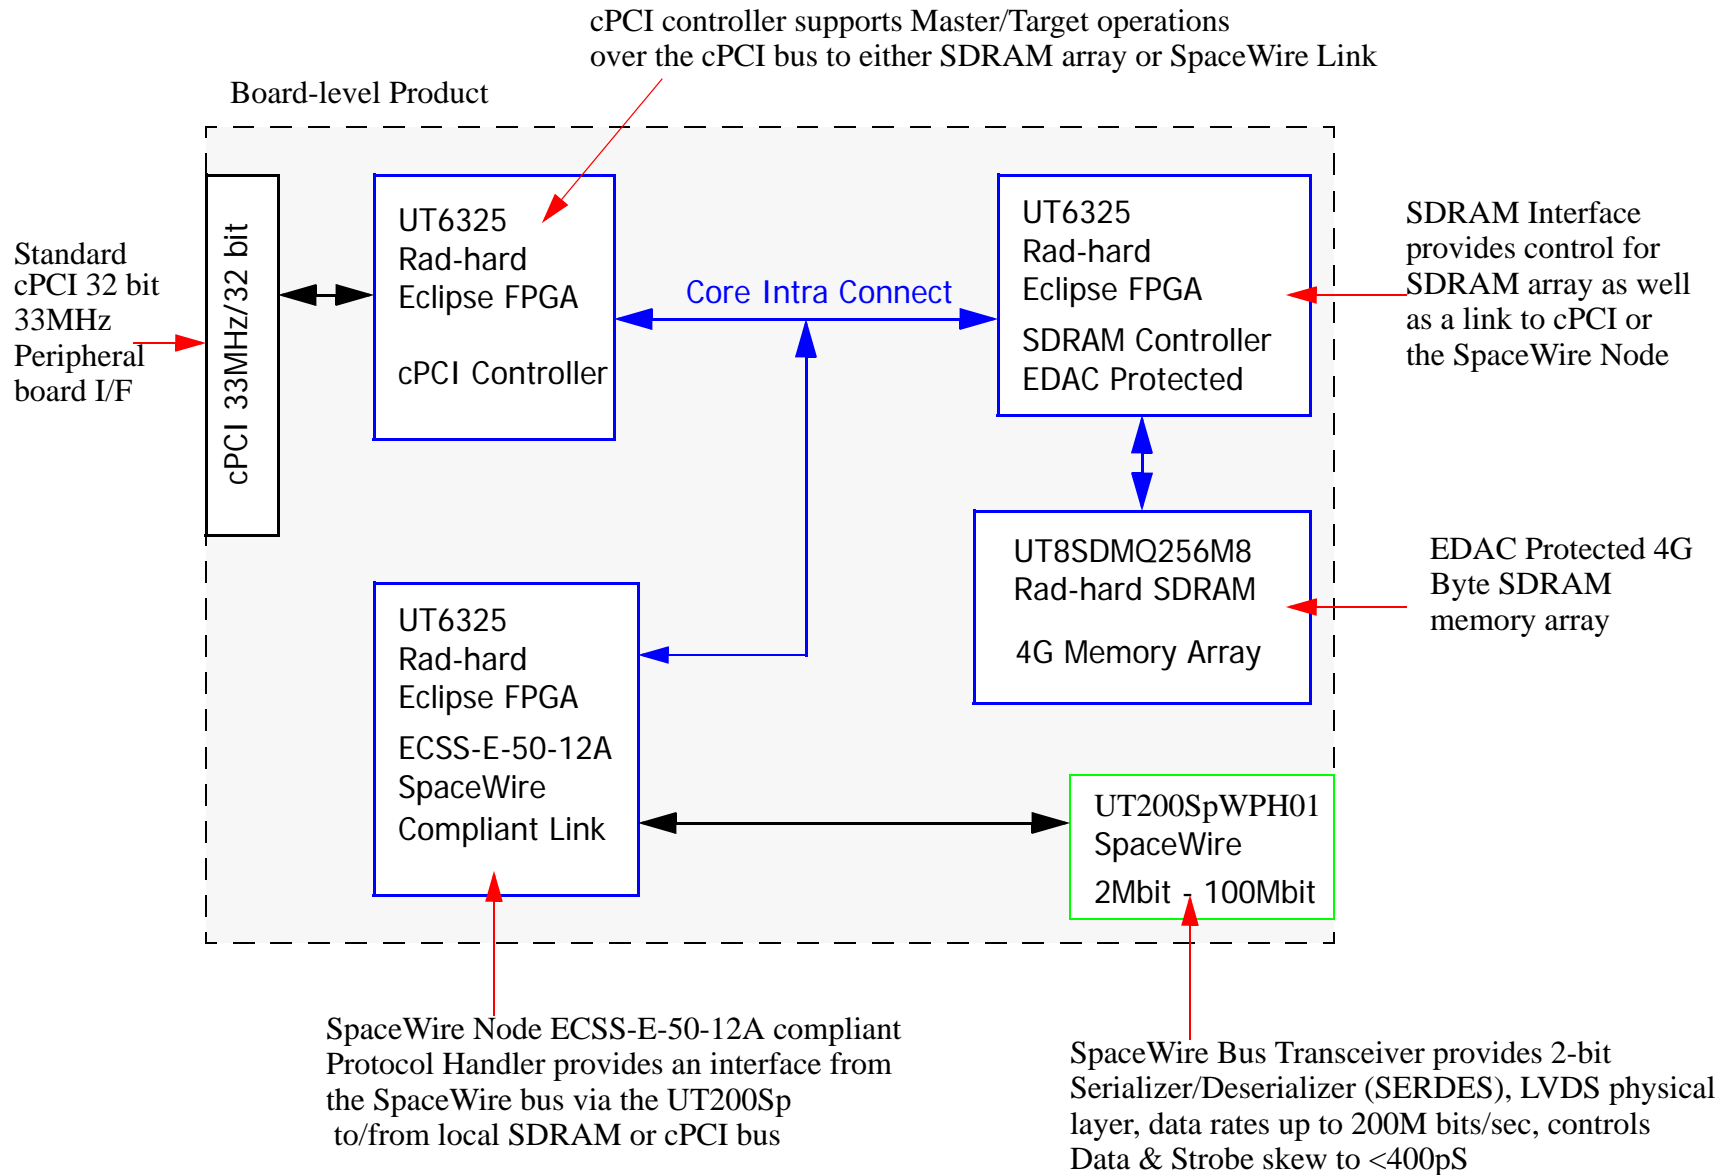 cPCI controller supports Master/Target operations
over the cPCI bus to either SDRAM array or SpaceWire Link
Board-level Product
Standard
cPCI 32 bit
33MHz
Peripheral
board I/F
cPCI 33MHz/32 bit
UT6325
Rad-hard
Eclipse FPGA
cPCI Controller
Core Intra Connect
UT6325
Rad-hard
Eclipse FPGA
SDRAM Controller
EDAC Protected
SDRAM Interface
provides control for
SDRAM array as well
as a link to cPCI or
the SpaceWire Node
UT8SDMQ256M8
Rad-hard SDRAM
4G Memory Array
EDAC Protected 4G
Byte SDRAM
memory array
UT6325
Rad-hard
Eclipse FPGA
ECSS-E-50-12A
SpaceWire
Compliant Link
UT200SpWPH01
SpaceWire
2Mbit - 100Mbit
SpaceWire Node ECSS-E-50-12A compliant
Protocol Handler provides an interface from
the SpaceWire bus via the UT200Sp
to/from local SDRAM or cPCI bus
SpaceWire Bus Transceiver provides 2-bit
Serializer/Deserializer (SERDES), LVDS physical
layer, data rates up to 200M bits/sec, controls
Data & Strobe skew to <400pS